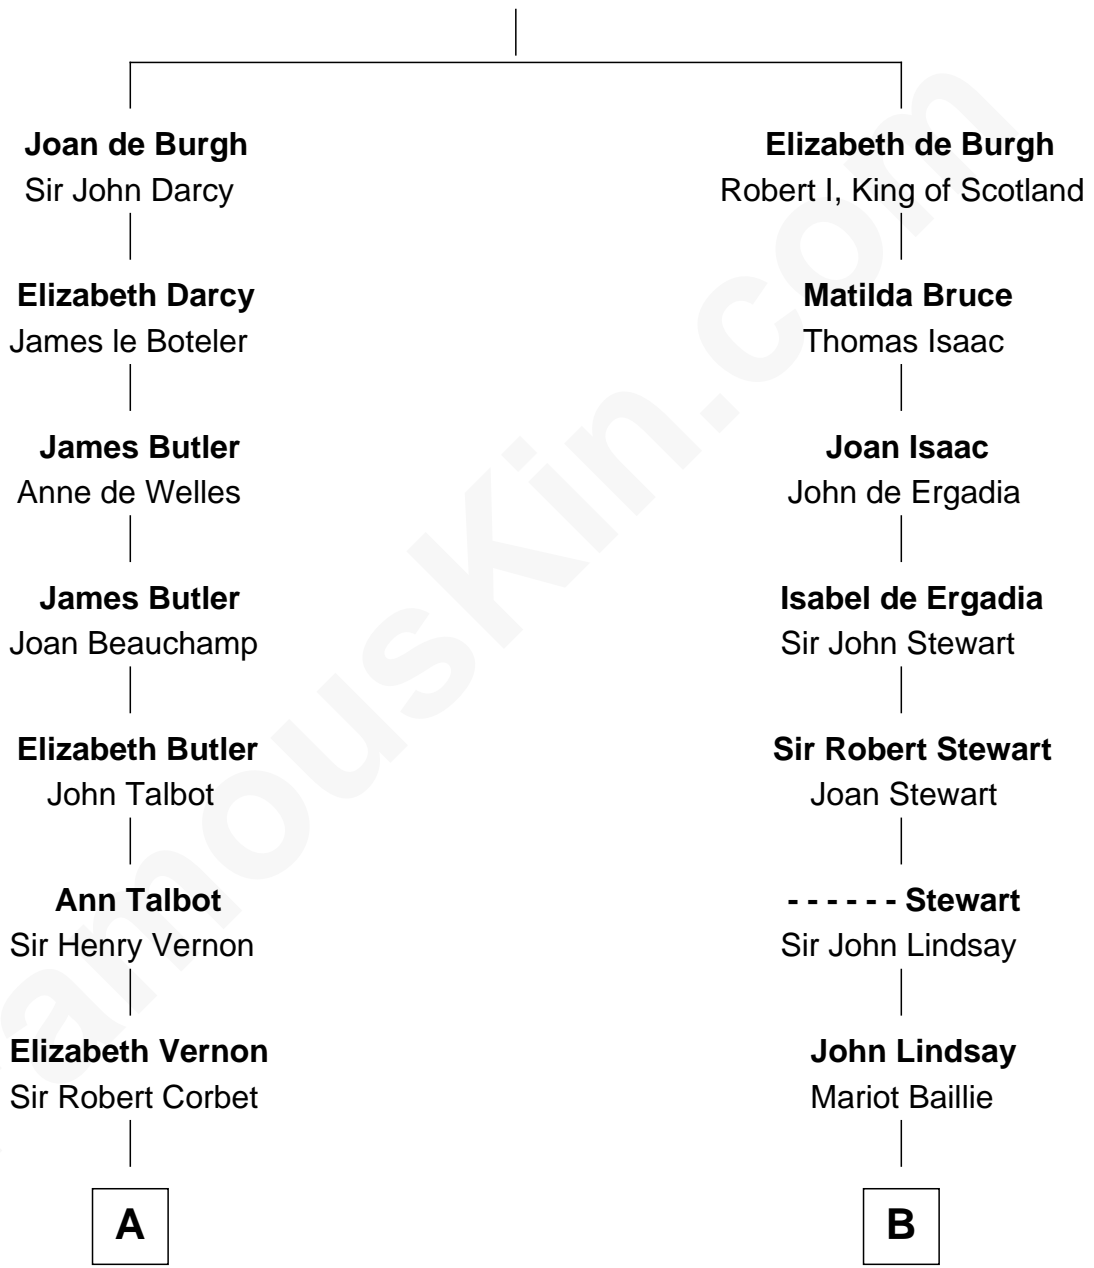 Joan de Burgh
Sir John Darcy
Elizabeth de Burgh
Robert I, King of Scotland
Elizabeth Darcy
James le Boteler
Matilda Bruce
Thomas Isaac
James Butler
Anne de Welles
Joan Isaac
John de Ergadia
James Butler
Joan Beauchamp
Isabel de Ergadia
Sir John Stewart
Elizabeth Butler
John Talbot
Sir Robert Stewart
Joan Stewart
Ann Talbot
Sir Henry Vernon
- - - - - - Stewart
Sir John Lindsay
Elizabeth Vernon
Sir Robert Corbet
John Lindsay
Mariot Baillie
A
B
amousKin.com